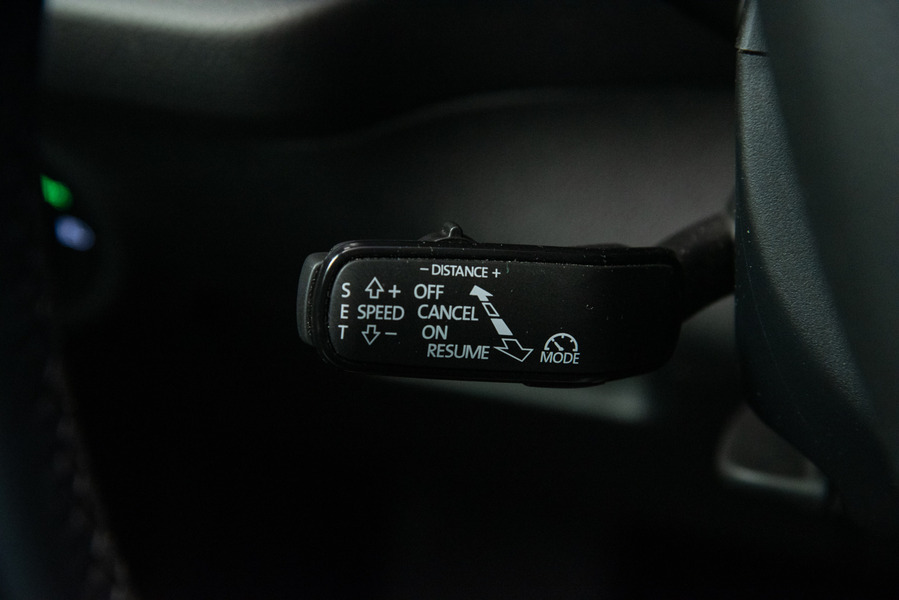 − DISTANCE +
S + OFF
E SPEED CANCEL
T − ON
RESUME
MODE